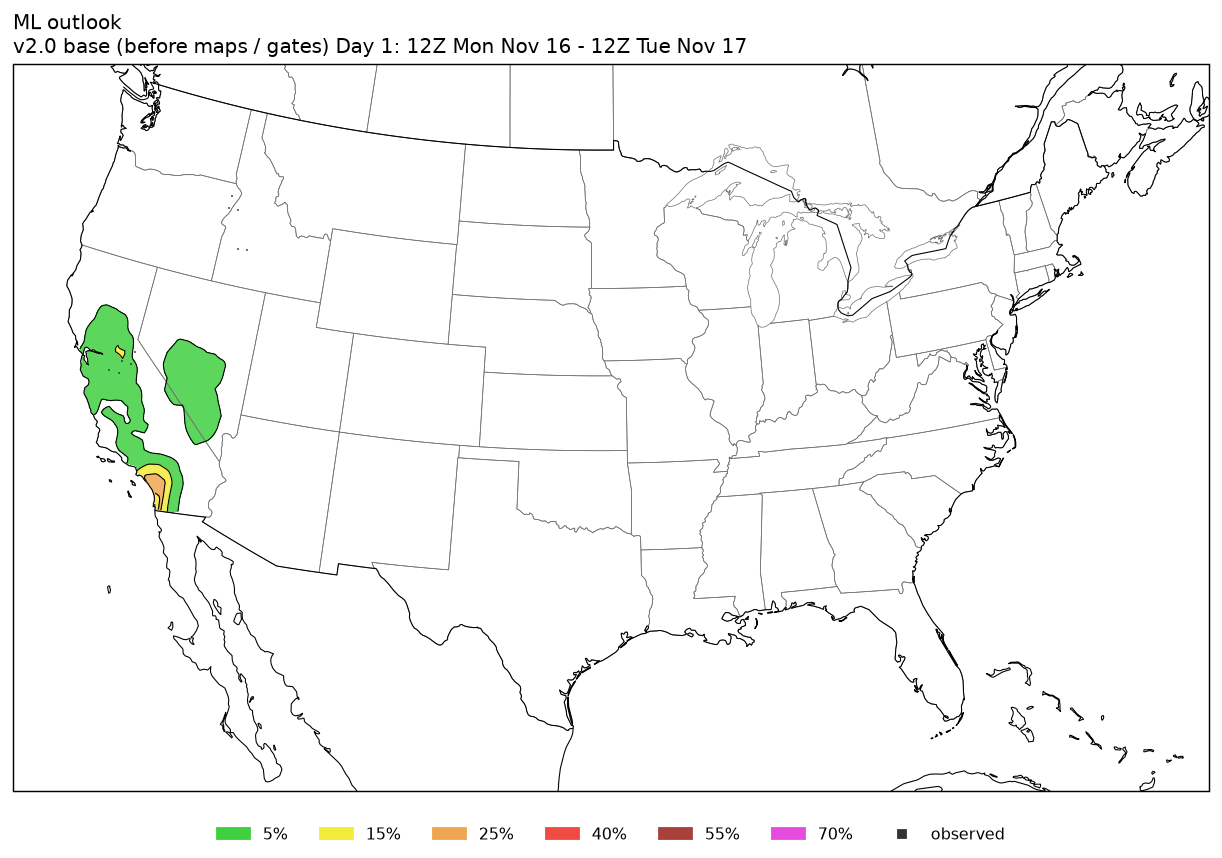 ML outlook
v2.0 base (before maps / gates) Day 1: 12Z Mon Nov 16 - 12Z Tue Nov 17
5% 15% 25% 40% 55% 70% observed